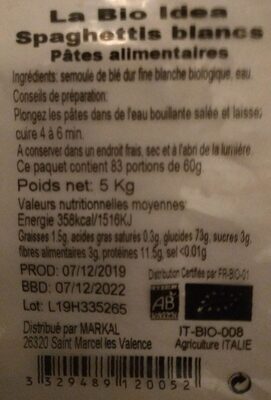 La Bio Idea
Spaghettis blancs
Pâtes alimentaires
Ingrédients: semoule de blé dur fine blanche biologique, eau.
Conseils de préparation:
Plongez les pâtes dans de l'eau bouillante salée et laissez
cuire 4 à 6 min.
A conserver dans un endroit frais, sec et à l'abri de la lumière.
Ce paquet contient 83 portions de 60g
Poids net: 5 Kg
Valeurs nutritionnelles moyennes:
Energie 358kcal/1516KJ
Graisses 1.5g, acides gras saturés 0.3g, glucides 73g, sucres 3g,
fibres alimentaires 3g, protéines 11.5g, sel <0.01g
PROD: 07/12/2019
Distribution Certifiée par FR-BIO-01
BBD: 07/12/2022
AB
Lot: L19H335265
Distribué par MARKAL
IT-BIO-008
26320 Saint Marcel les Valence
Agriculture ITALIE
3 329489 120052